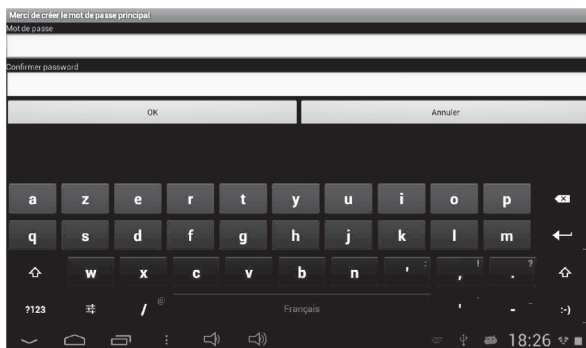 Merci de créer le mot de passe principal
Mot de passe
Confirmer password
OK Annuler
a z e r t y u i o p
q s d f g h j k l m
w x c v b n ' : , ! . ?
?123 / @ Français ' - :-)
18:26